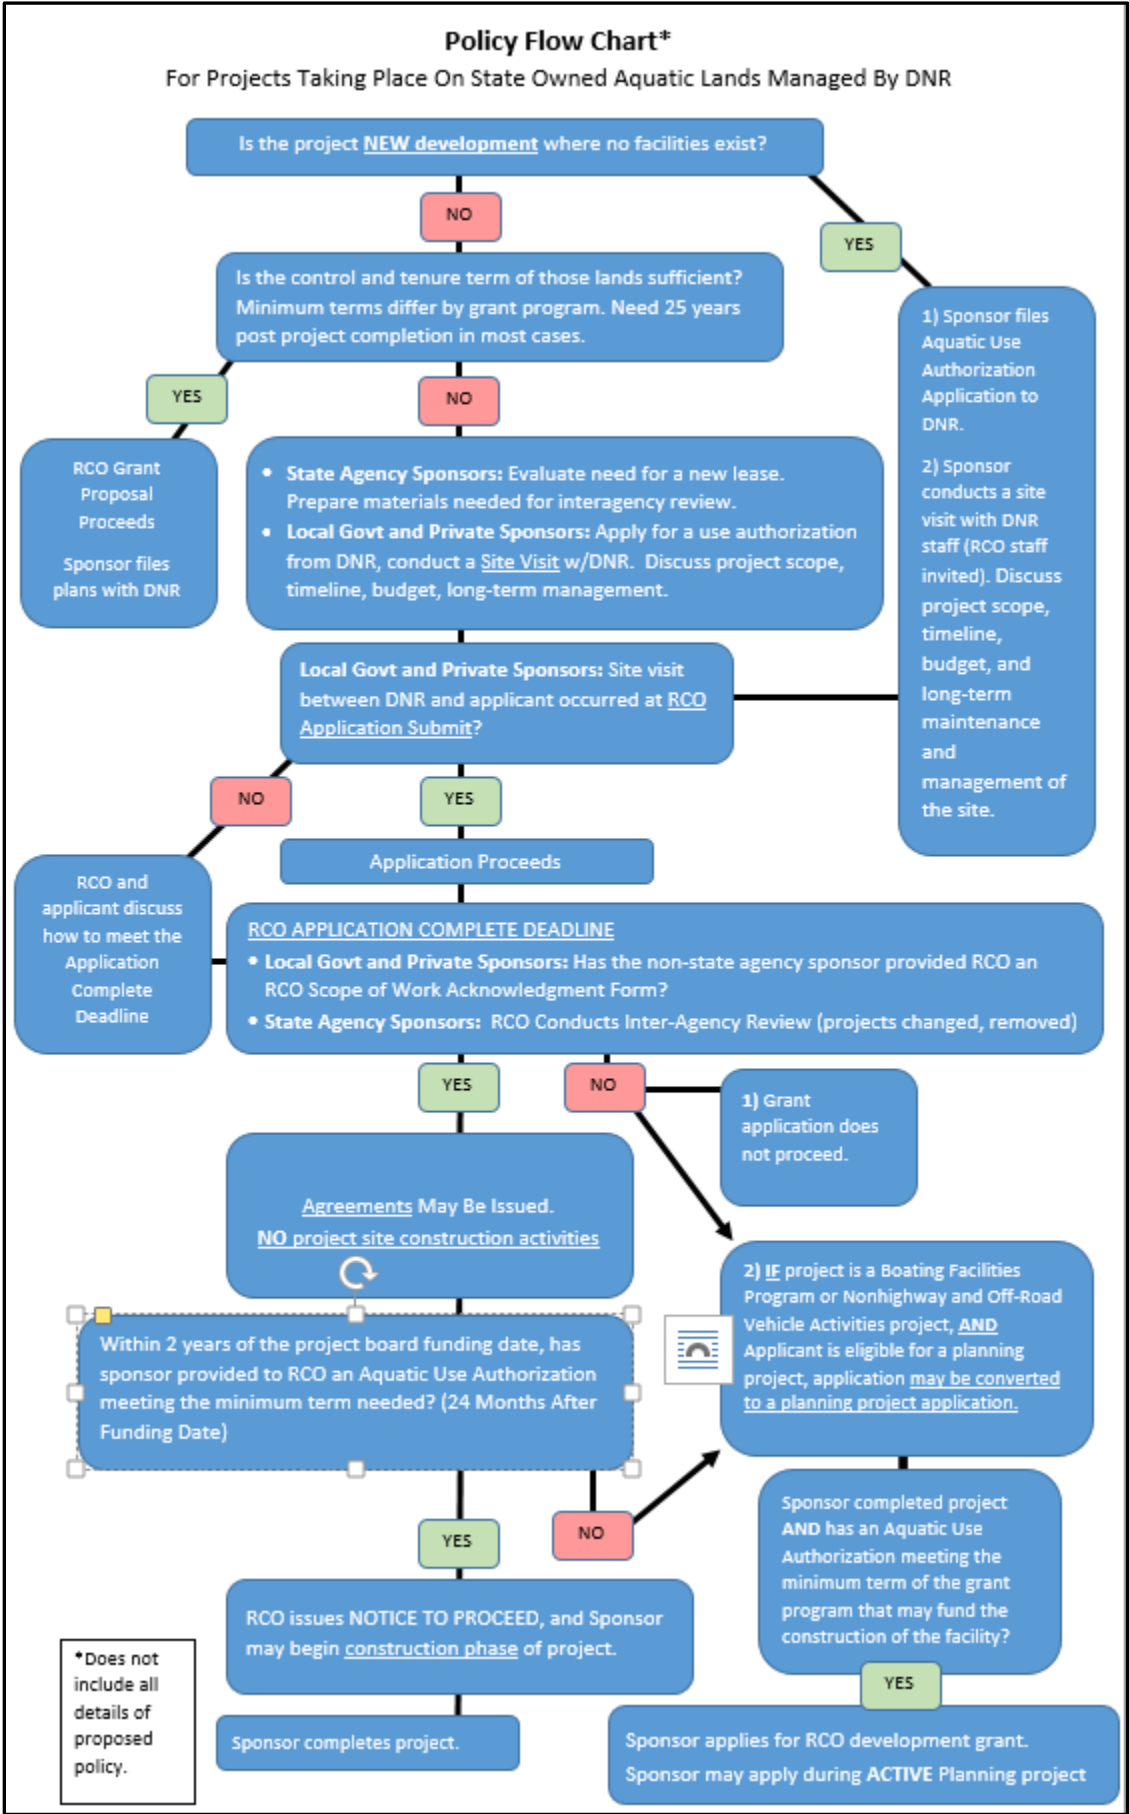 Policy Flow Chart*
For Projects Taking Place On State Owned Aquatic Lands Managed By DNR
Is the project NEW development where no facilities exist?
NO
YES
Is the control and tenure term of those lands sufficient?
Minimum terms differ by grant program. Need 25 years
post project completion in most cases.
YES
NO
1) Sponsor files
Aquatic Use
Authorization
Application to
DNR.
2) Sponsor
conducts a site
visit with DNR
staff (RCO staff
invited). Discuss
project scope,
timeline,
budget, and
long-term
maintenance
and
management of
the site.
RCO Grant
Proposal
Proceeds
Sponsor files
plans with DNR
• State Agency Sponsors: Evaluate need for a new lease.
Prepare materials needed for interagency review.
• Local Govt and Private Sponsors: Apply for a use authorization
from DNR, conduct a Site Visit w/DNR. Discuss project scope,
timeline, budget, long-term management.
Local Govt and Private Sponsors: Site visit
between DNR and applicant occurred at RCO
Application Submit?
NO
YES
Application Proceeds
RCO and
applicant discuss
how to meet the
Application
Complete
Deadline
RCO APPLICATION COMPLETE DEADLINE
• Local Govt and Private Sponsors: Has the non-state agency sponsor provided RCO an
RCO Scope of Work Acknowledgment Form?
• State Agency Sponsors: RCO Conducts Inter-Agency Review (projects changed, removed)
YES
NO
1) Grant
application does
not proceed.
Agreements May Be Issued.
NO project site construction activities
2) IF project is a Boating Facilities
Program or Nonhighway and Off-Road
Vehicle Activities project, AND
Applicant is eligible for a planning
project, application may be converted
to a planning project application.
Within 2 years of the project board funding date, has
sponsor provided to RCO an Aquatic Use Authorization
meeting the minimum term needed? (24 Months After
Funding Date)
YES
NO
Sponsor completed project
AND has an Aquatic Use
Authorization meeting the
minimum term of the grant
program that may fund the
construction of the facility?
YES
RCO issues NOTICE TO PROCEED, and Sponsor
may begin construction phase of project.
*Does not
include all
details of
proposed
policy.
Sponsor completes project.
Sponsor applies for RCO development grant.
Sponsor may apply during ACTIVE Planning project